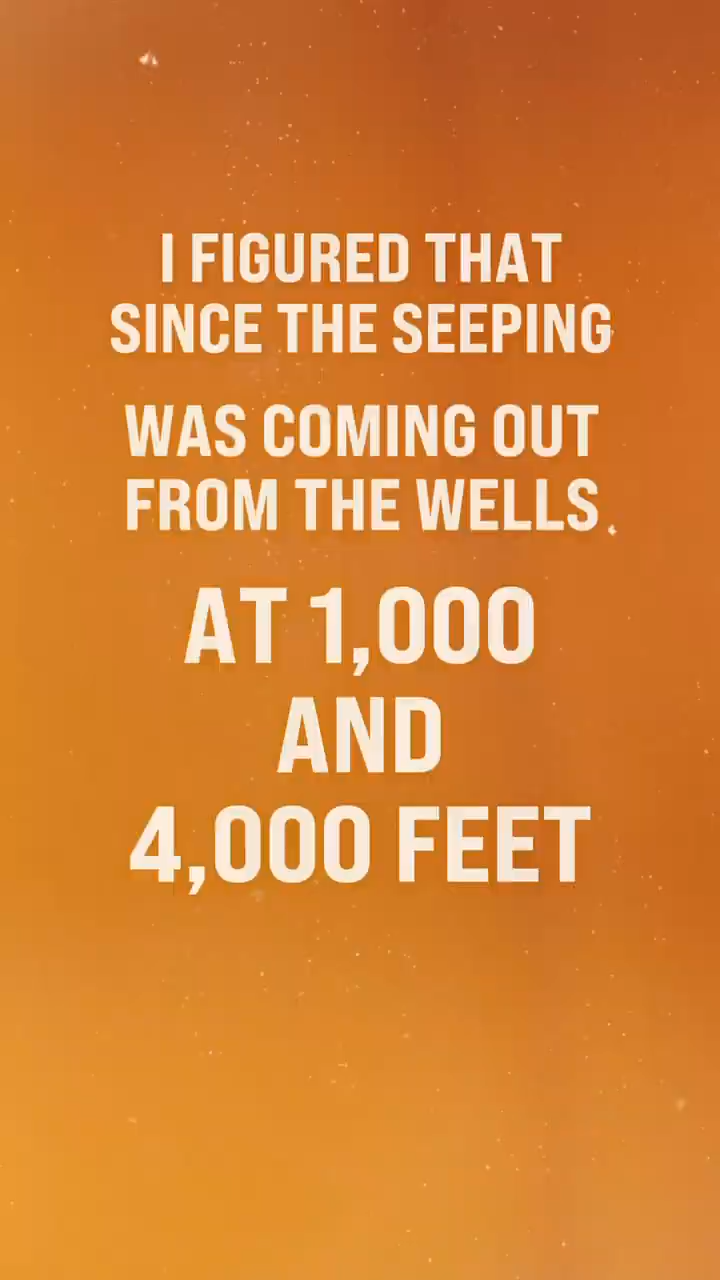 I FIGURED THAT
SINCE THE SEEPING
WAS COMING OUT
FROM THE WELLS
AT 1,000
AND
4,000 FEET